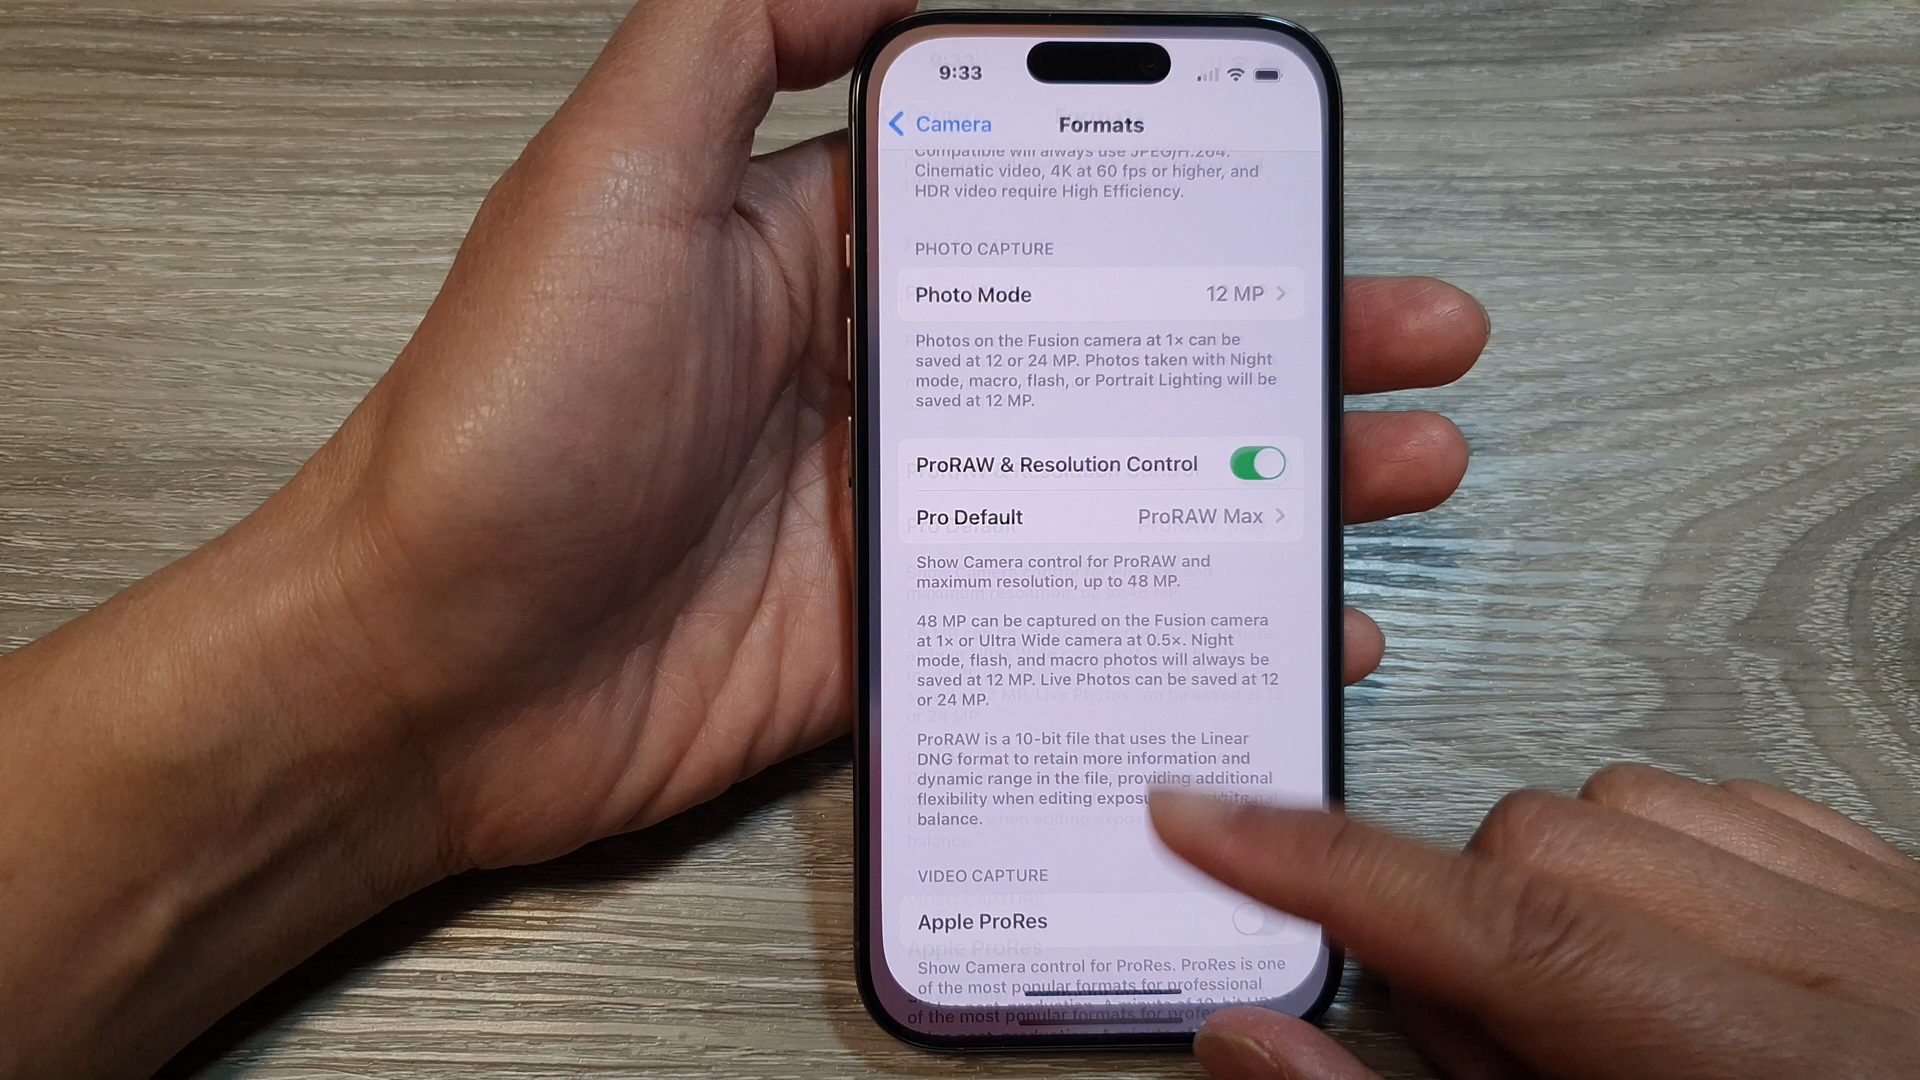 9:33
Camera
Formats
Compatible will always use JPEG/H.264.
Cinematic video, 4K at 60 fps or higher, and
HDR video require High Efficiency.
PHOTO CAPTURE
Photo Mode 12 MP
Photos on the Fusion camera at 1× can be
saved at 12 or 24 MP. Photos taken with Night
mode, macro, flash, or Portrait Lighting will be
saved at 12 MP.
ProRAW & Resolution Control
Pro Default ProRAW Max
Show Camera control for ProRAW and
maximum resolution, up to 48 MP.
48 MP can be captured on the Fusion camera
at 1× or Ultra Wide camera at 0.5×. Night
mode, flash, and macro photos will always be
saved at 12 MP. Live Photos can be saved at 12
or 24 MP.
ProRAW is a 10-bit file that uses the Linear
DNG format to retain more information and
dynamic range in the file, providing additional
flexibility when editing
balance.
VIDEO CAPTURE
Apple ProRes
Show Camera control for ProRes. ProRes is one
of the most popular formats for professional